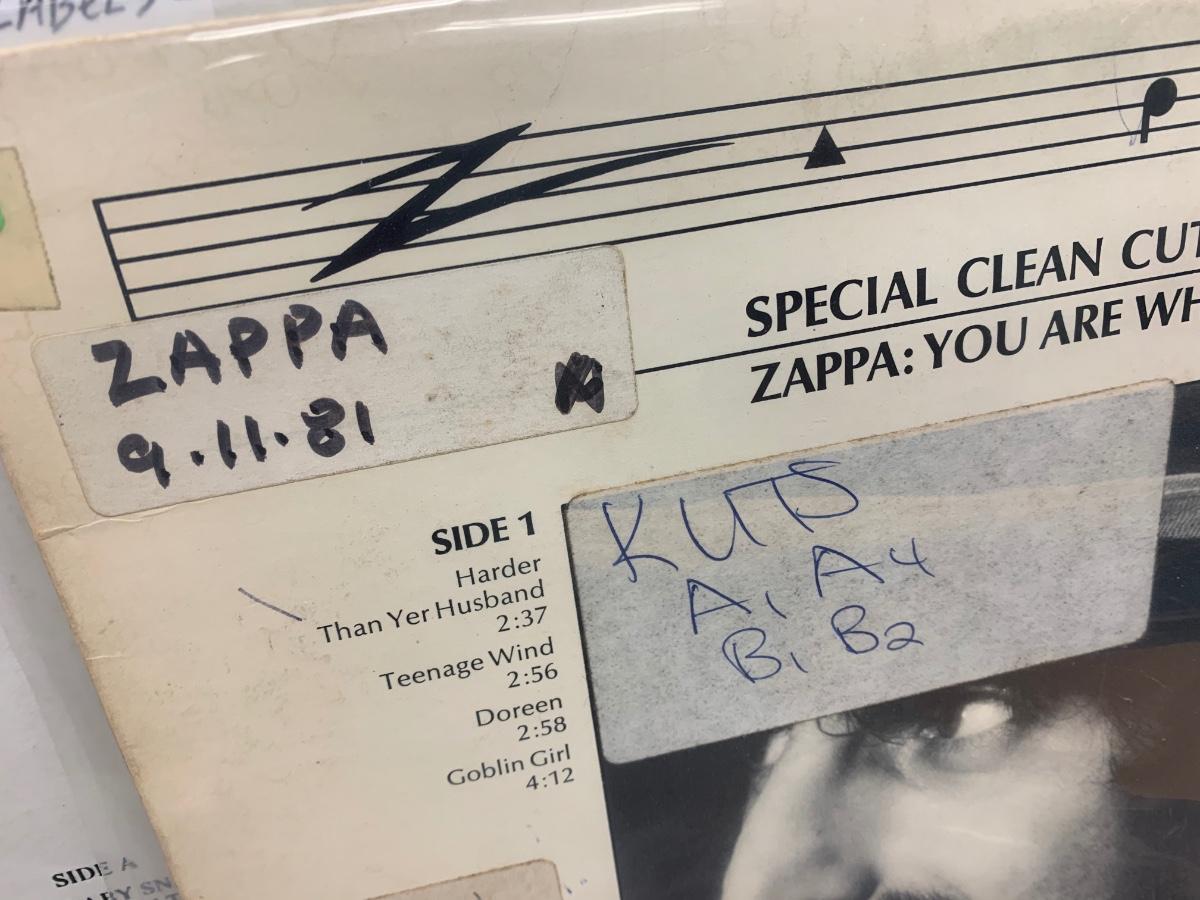 SPECIAL CLEAN CUT
ZAPPA: YOU ARE WH
ZAPPA
9.11.81
SIDE 1
Harder
Than Yer Husband
2:37
Teenage Wind
2:56
Doreen
2:58
Goblin Girl
4:12
KUTS
A1 A4
B1 B2
SIDE A